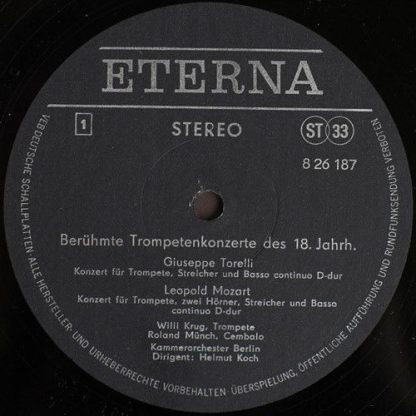 ETERNA
1
STEREO
ST 33
8 26 187
Berühmte Trompetenkonzerte des 18. Jahrh.
Giuseppe Torelli
Konzert für Trompete, Streicher und Basso continuo D-dur
Leopold Mozart
Konzert für Trompete, zwei Hörner, Streicher und Basso
continuo D-dur
Willi Krug, Trompete
Roland Münch, Cembalo
Kammerorchester Berlin
Dirigent: Helmut Koch
VEB DEUTSCHE SCHALLPLATTEN · ALLE HERSTELLER- UND URHEBERRECHTE VORBEHALTEN · ÜBERSPIELUNG, ÖFFENTLICHE AUFFÜHRUNG UND RUNDFUNKSENDUNG VERBOTEN